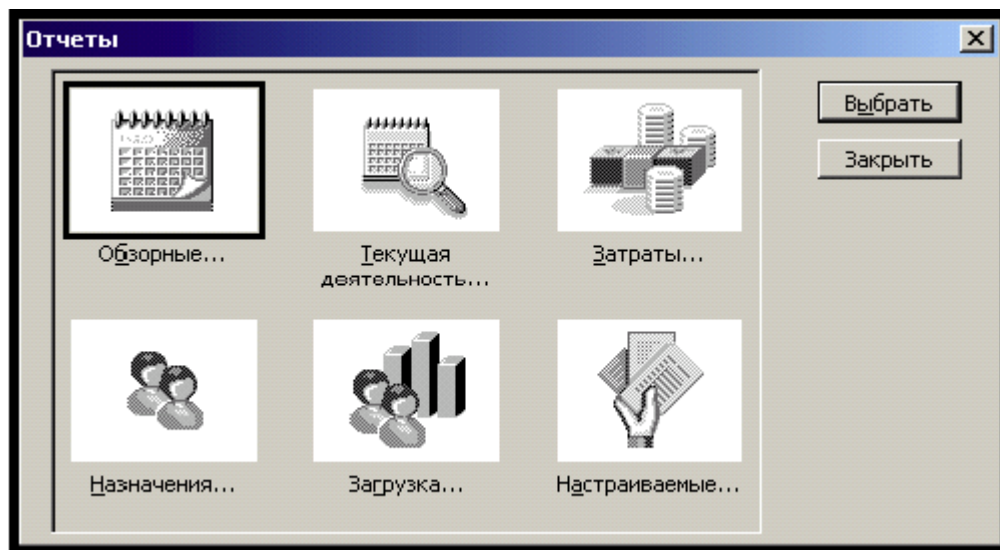 Отчеты
Выбрать
Закрыть
Обзорные...
Текущая
деятельность...
Затраты...
Назначения...
Загрузка...
Настраиваемые...